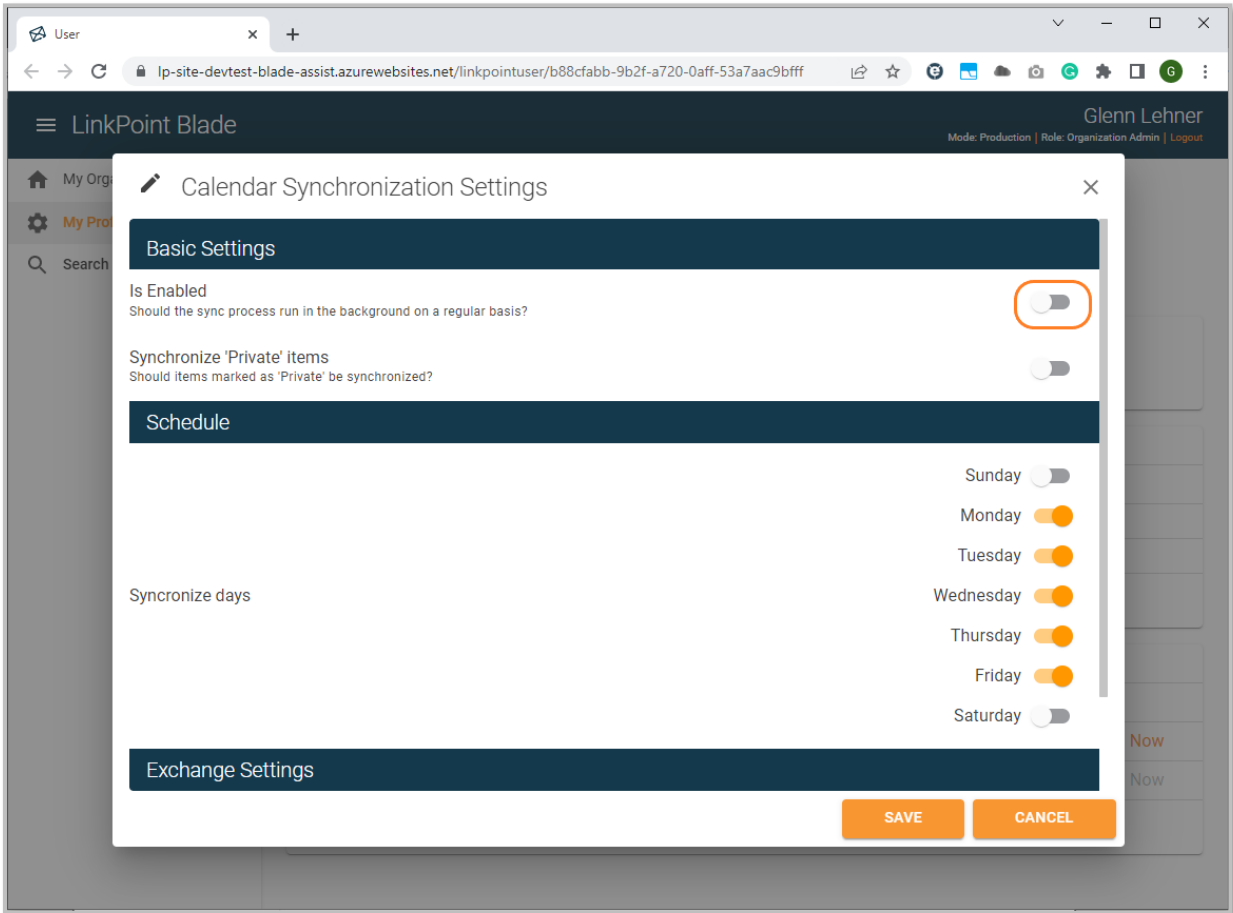 User
lp-site-devtest-blade-assist.azurewebsites.net/linkpointuser/b88cfabb-9b2f-a720-0aff-53a7aac9bfff
G
LinkPoint Blade
Glenn Lehner
Mode: Production | Role: Organization Admin | Logout
My Orga
My Prof
Search
Calendar Synchronization Settings
Basic Settings
Is Enabled
Should the sync process run in the background on a regular basis?
Synchronize 'Private' items
Should items marked as 'Private' be synchronized?
Schedule
Sunday
Monday
Tuesday
Syncronize days
Wednesday
Thursday
Friday
Saturday
Exchange Settings
Now
Now
SAVE
CANCEL